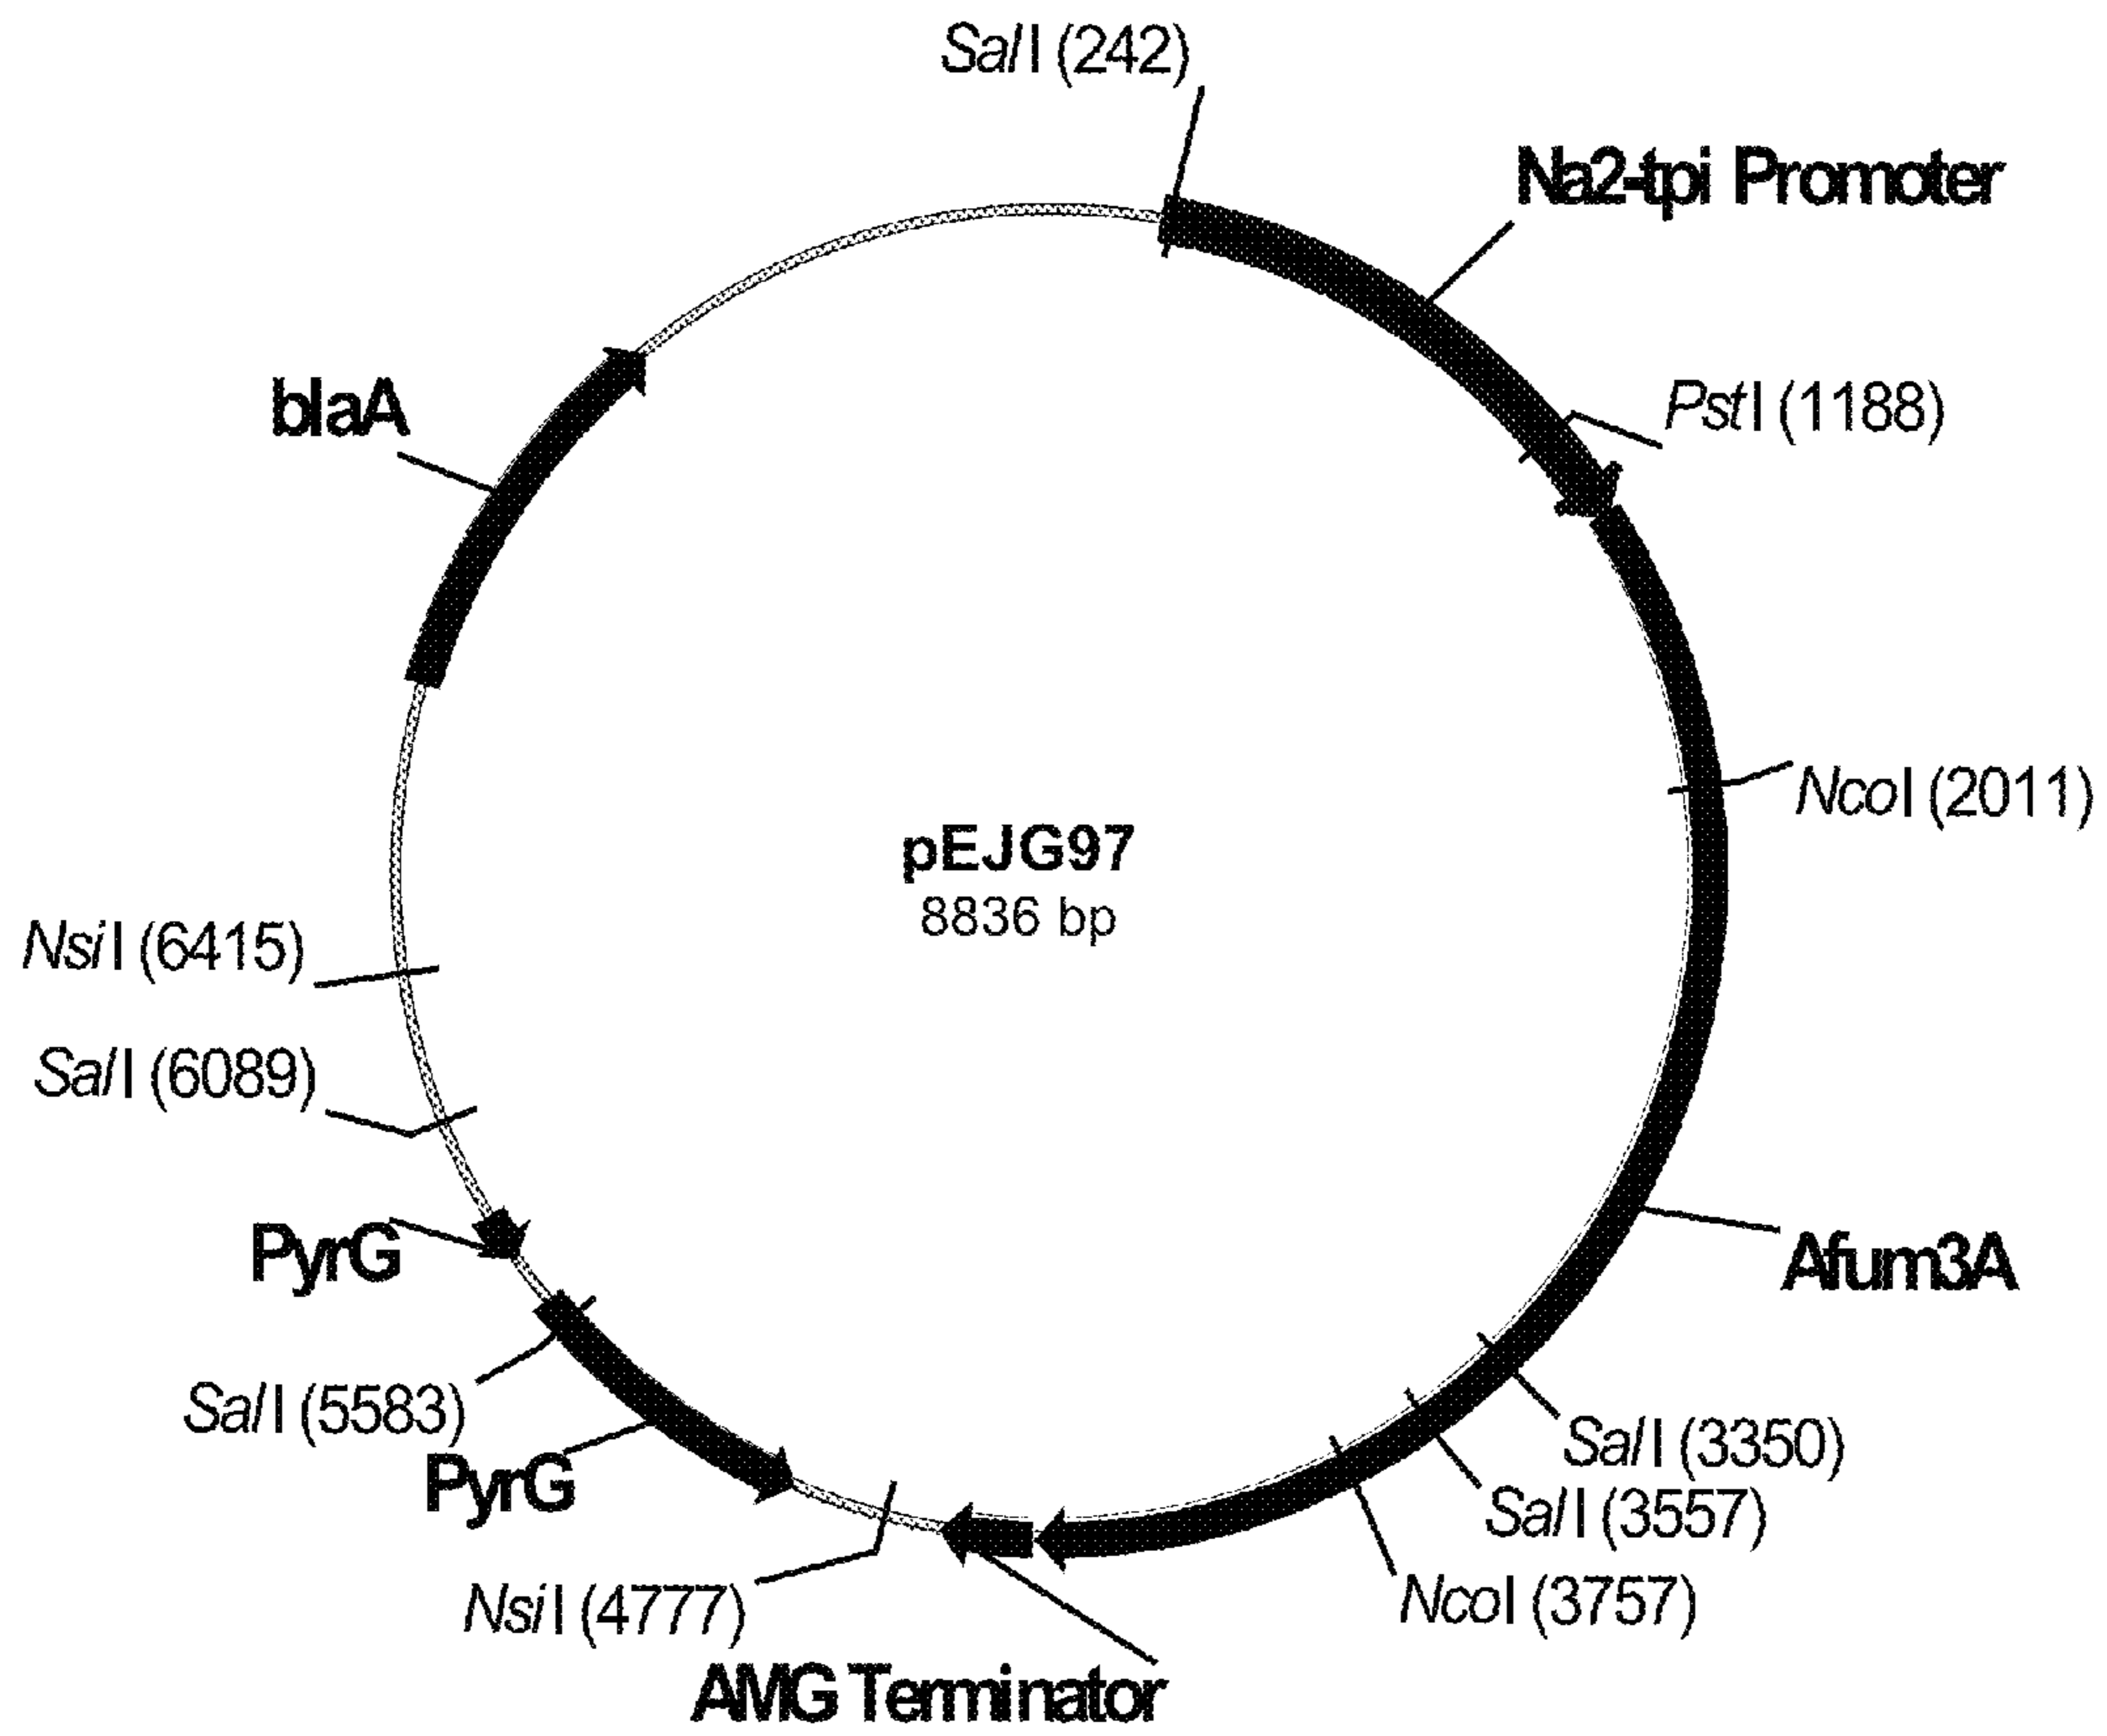 SalI (242)
Na2-tpi Promoter
blaA
PstI (1188)
NcoI (2011)
pEJG97
8836 bp
NsiI (6415)
SalI (6089)
PyrG
Afum3A
SalI (5583)
SalI (3350)
PyrG
SalI (3557)
NsiI (4777)
NcoI (3757)
AMG Terminator